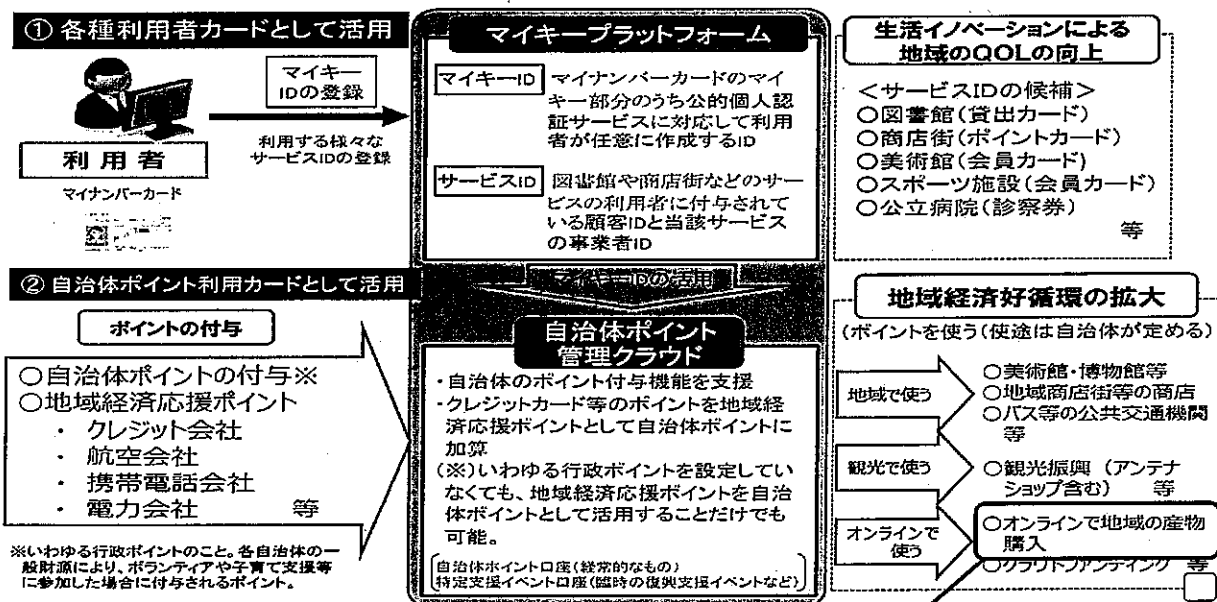 ① 各種利用者カードとして活用
マイキー
IDの登録
利用する様々な
サービスIDの登録
利用者
マイナンバーカード
マイキープラットフォーム
マイキーID マイナンバーカードのマイ
キー部分のうち公的個人認
証サービスに対応して利用
者が任意に作成するID
サービスID 図書館や商店街などのサー
ビスの利用者に付与されて
いる顧客IDと当該サービス
の事業者ID
マイキーIDの活用
生活イノベーションによる
地域のQOLの向上
<サービスIDの候補>
○図書館(貸出カード)
○商店街(ポイントカード)
○美術館(会員カード)
○スポーツ施設(会員カード)
○公立病院(診察券)
等
② 自治体ポイント利用カードとして活用
ポイントの付与
○自治体ポイントの付与※
○地域経済応援ポイント
・ クレジット会社
・ 航空会社
・ 携帯電話会社
・ 電力会社 等
※いわゆる行政ポイントのこと。各自治体の一
般財源により、ボランティアや子育て支援等
に参加した場合に付与されるポイント。
自治体ポイント
管理クラウド
・自治体のポイント付与機能を支援
・クレジットカード等のポイントを地域経
済応援ポイントとして自治体ポイントに
加算
(※)いわゆる行政ポイントを設定してい
なくても、地域経済応援ポイントを自治
体ポイントとして活用することだけでも
可能。
自治体ポイント口座(経常的なもの)
特定支援イベント口座(臨時の復興支援イベントなど)
地域経済好循環の拡大
(ポイントを使う(使途は自治体が定める)
地域で使う
○美術館・博物館等
○地域商店街等の商店
○バス等の公共交通機関
等
観光で使う
○観光振興 (アンテナ
ショップ含む) 等
オンラインで
使う
○オンラインで地域の産物
購入
○クラウドファンディング 等